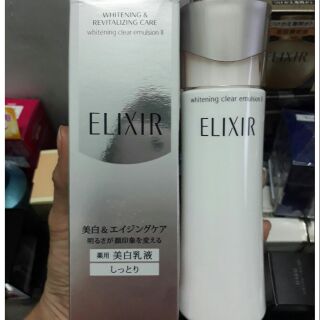 WHITENING &
REVITALIZING CARE
whitening clear emulsion II
ELIXIR
美白&エイジングケア
明るさが 顔印象を変える
薬用 美白乳液
しっとり
whitening clear emulsion II
ELIXIR